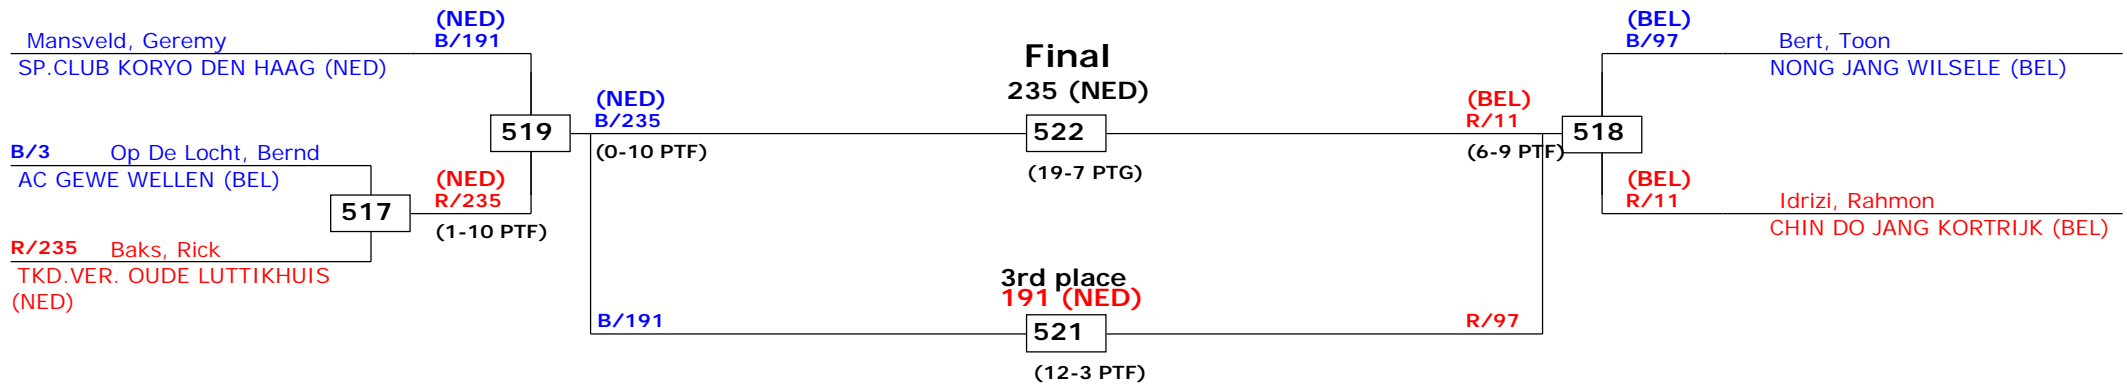 (NED)
B/191
Mansveld, Geremy
SP.CLUB KORYO DEN HAAG (NED)
B/3
Op De Locht, Bernd
AC GEWE WELLEN (BEL)
R/235
Baks, Rick
TKD.VER. OUDE LUTTIKHUIS
(NED)
517
(NED)
R/235
(1-10 PTF)
519
(NED)
B/235
(0-10 PTF)
Final
235 (NED)
522
(19-7 PTG)
3rd place
191 (NED)
B/191
521
R/97
(12-3 PTF)
(BEL)
R/11
(6-9 PTF)
518
(BEL)
B/97
Bert, Toon
NONG JANG WILSELE (BEL)
(BEL)
R/11
Idrizi, Rahmon
CHIN DO JANG KORTRIJK (BEL)